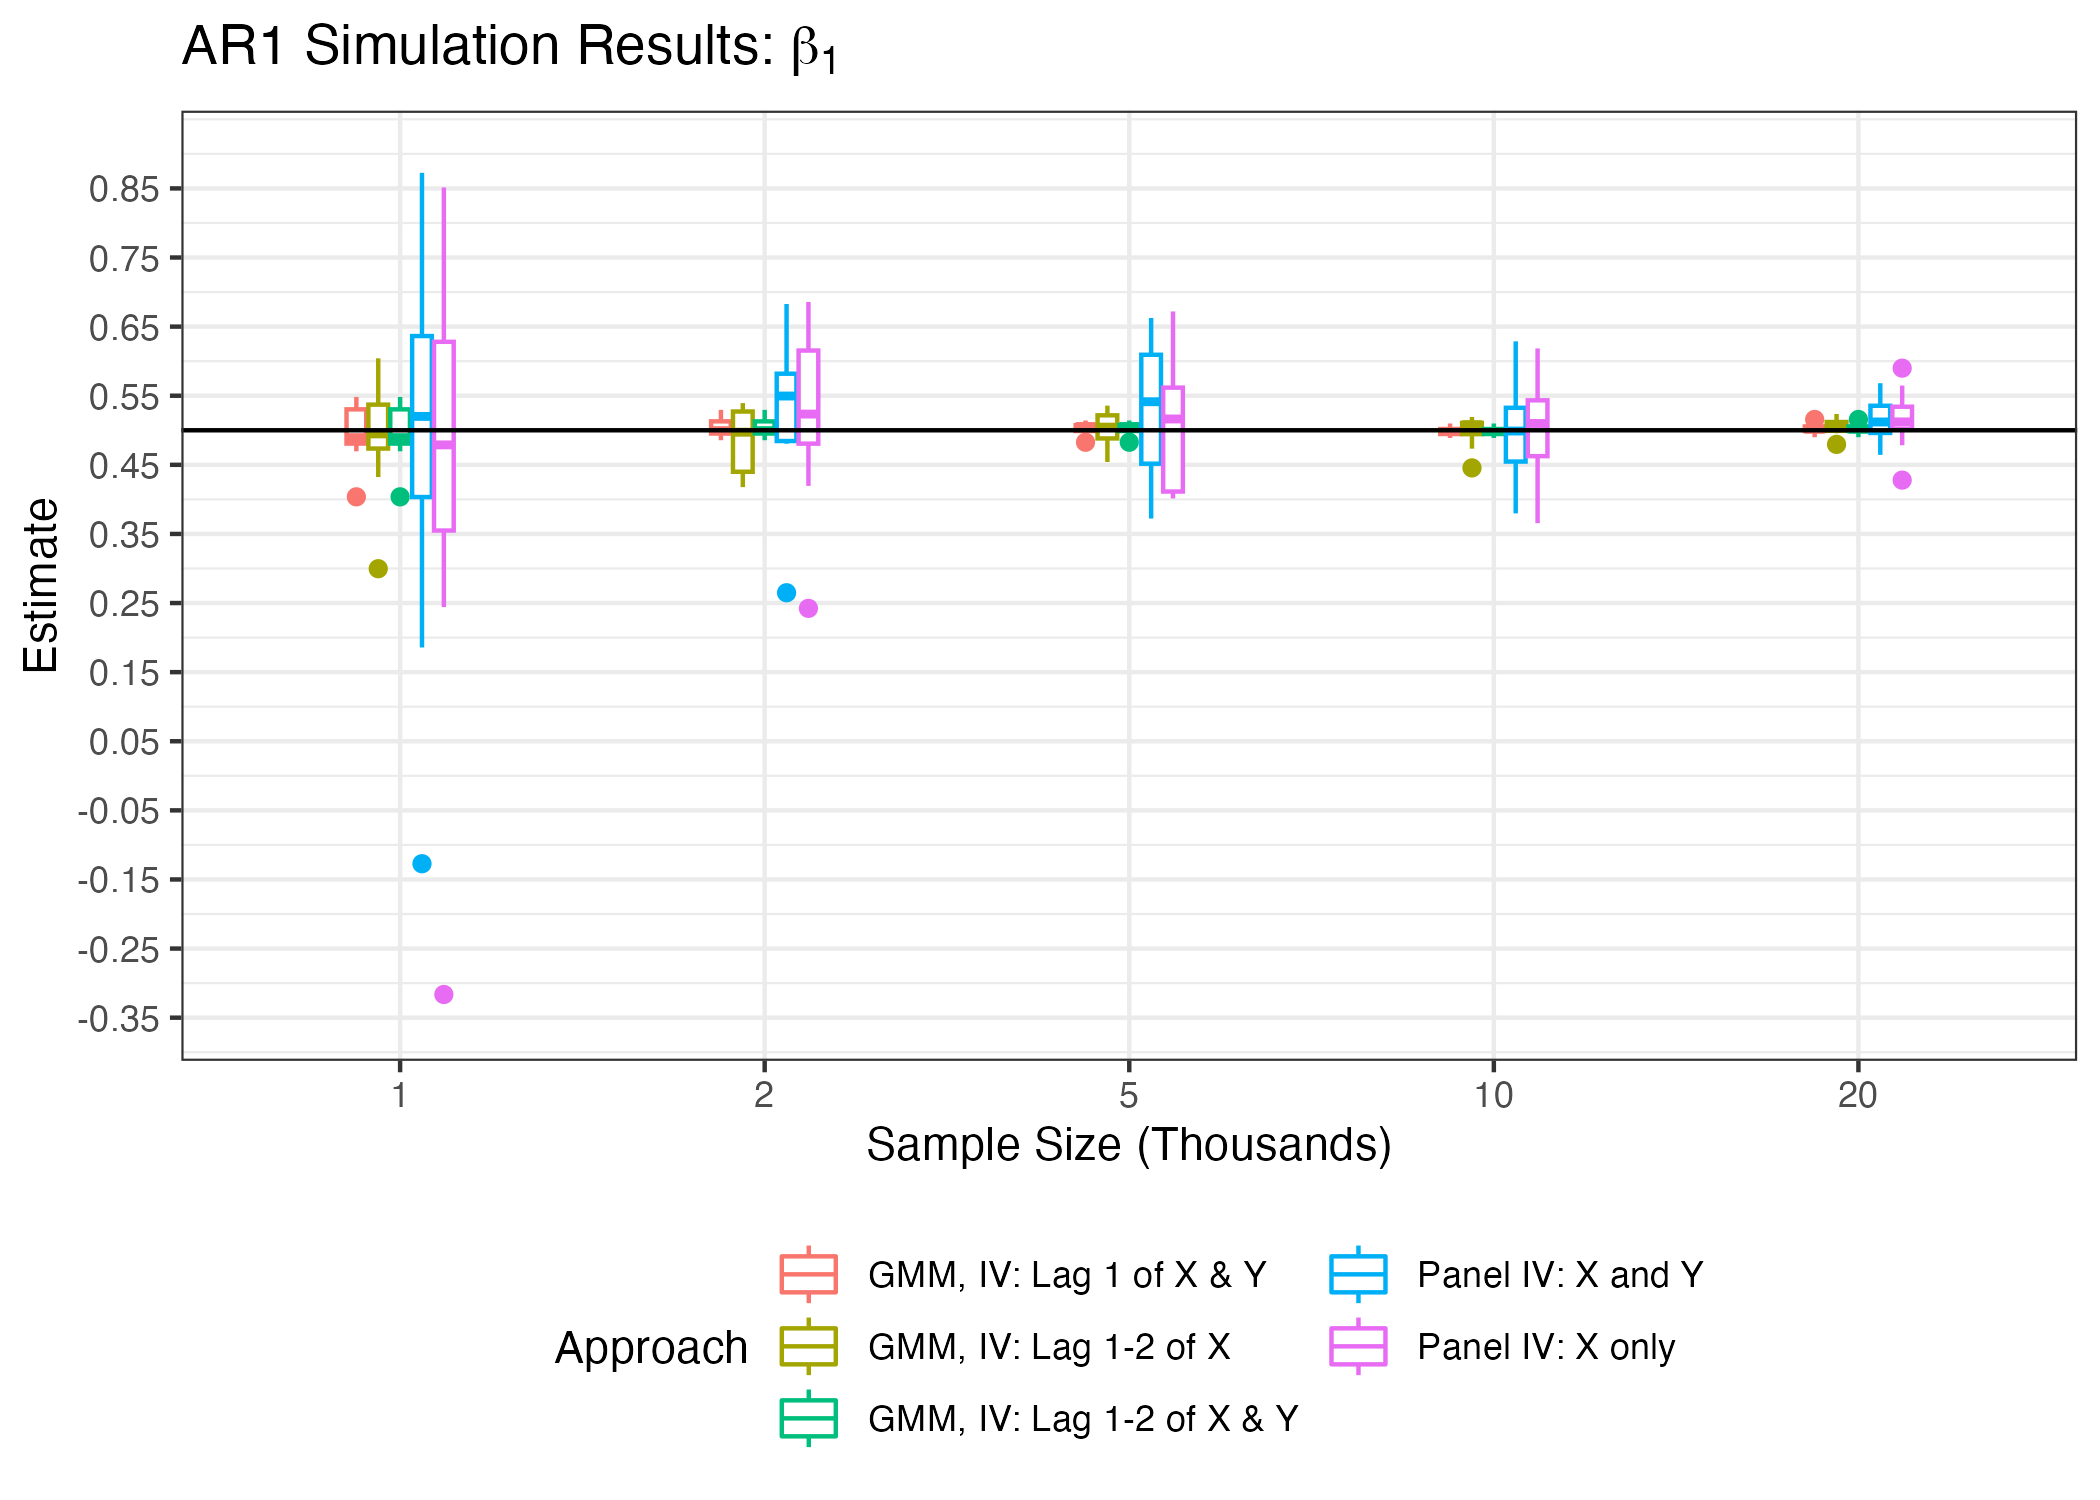 AR1 Simulation Results: β₁
0.85
0.75
0.65
0.55
0.45
0.35
0.25
0.15
0.05
-0.05
-0.15
-0.25
-0.35
Estimate
1 2 5 10 20
Sample Size (Thousands)
Approach
GMM, IV: Lag 1 of X & Y
GMM, IV: Lag 1-2 of X
GMM, IV: Lag 1-2 of X & Y
Panel IV: X and Y
Panel IV: X only